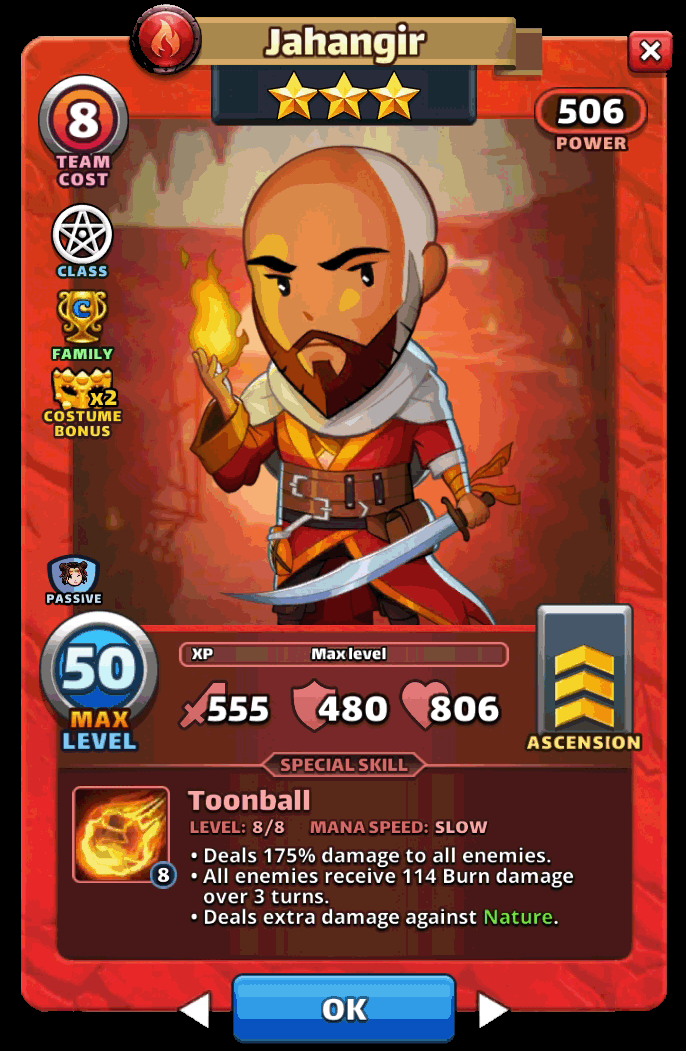 Jahangir
8
TEAM
COST
506
POWER
CLASS
C
FAMILY
x2
COSTUME
BONUS
PASSIVE
50
MAX
LEVEL
XP Max level
555 480 806
ASCENSION
SPECIAL SKILL
Toonball
LEVEL: 8/8 MANA SPEED: SLOW
8
• Deals 175% damage to all enemies.
• All enemies receive 114 Burn damage
over 3 turns.
• Deals extra damage against Nature.
OK